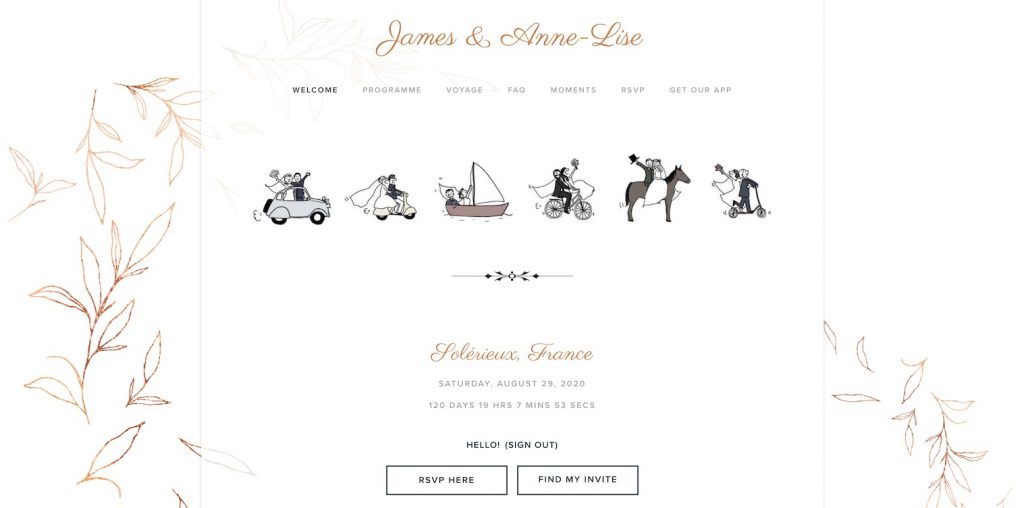 James & Anne-Lise
WELCOME PROGRAMME VOYAGE FAQ MOMENTS RSVP GET OUR APP
Solérieux, France
SATURDAY, AUGUST 29, 2020
120 DAYS 19 HRS 7 MINS 53 SECS
HELLO! (SIGN OUT)
RSVP HERE FIND MY INVITE